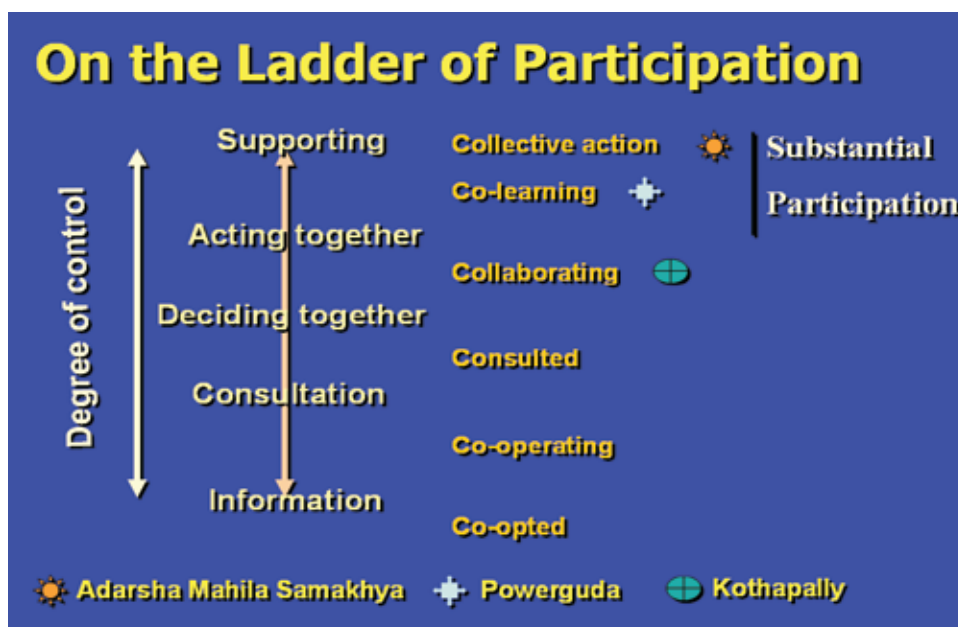 On the Ladder of Participation
Degree of control
Supporting
Acting together
Deciding together
Consultation
Information
Collective action
Co-learning
Collaborating
Consulted
Co-operating
Co-opted
Substantial
Participation
Adarsha Mahila Samakhya
Powerguda
Kothapally